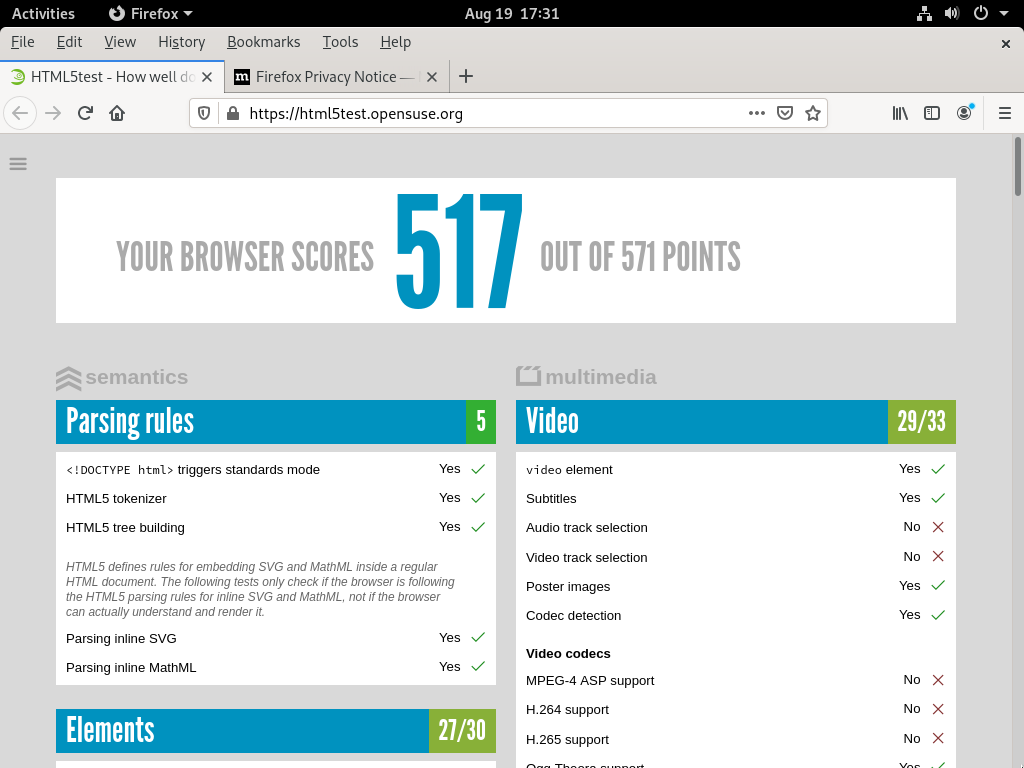 Activities Firefox Aug 19 17:31
File Edit View History Bookmarks Tools Help
HTML5test - How well do Firefox Privacy Notice —
https://html5test.opensuse.org
YOUR BROWSER SCORES 517 OUT OF 571 POINTS
semantics
Parsing rules 5
<!DOCTYPE html> triggers standards mode Yes
HTML5 tokenizer Yes
HTML5 tree building Yes
HTML5 defines rules for embedding SVG and MathML inside a regular
HTML document. The following tests only check if the browser is following
the HTML5 parsing rules for inline SVG and MathML, not if the browser
can actually understand and render it.
Parsing inline SVG Yes
Parsing inline MathML Yes
Elements 27/30
multimedia
Video 29/33
video element Yes
Subtitles Yes
Audio track selection No
Video track selection No
Poster images Yes
Codec detection Yes
Video codecs
MPEG-4 ASP support No
H.264 support No
H.265 support No
Ogg Theora support Yes